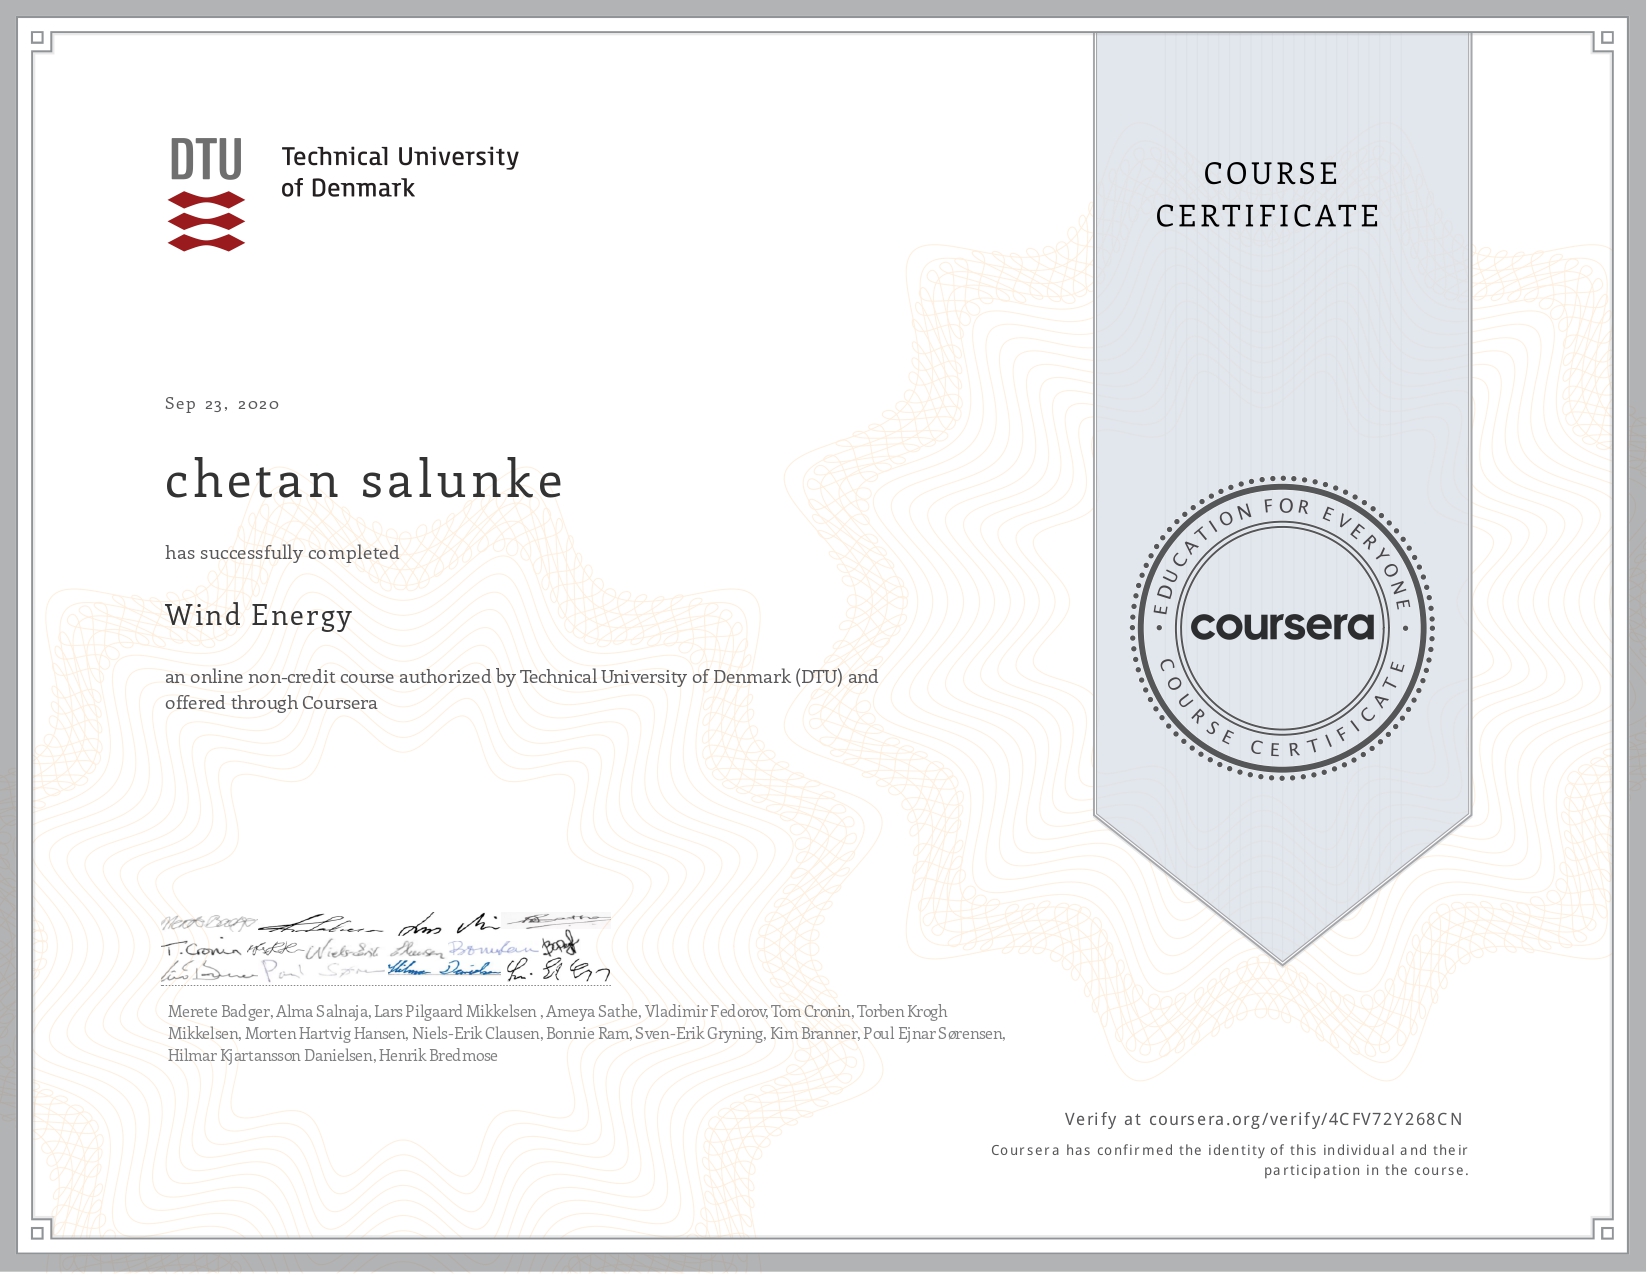 DTU
Technical University
of Denmark
COURSE
CERTIFICATE
Sep 23, 2020
chetan salunke
has successfully completed
Wind Energy
an online non-credit course authorized by Technical University of Denmark (DTU) and
offered through Coursera
EDUCATION FOR EVERYONE
coursera
COURSE CERTIFICATE
T. Cronin
Merete Badger, Alma Salnaja, Lars Pilgaard Mikkelsen , Ameya Sathe, Vladimir Fedorov, Tom Cronin, Torben Krogh
Mikkelsen, Morten Hartvig Hansen, Niels-Erik Clausen, Bonnie Ram, Sven-Erik Gryning, Kim Branner, Poul Ejnar Sørensen,
Hilmar Kjartansson Danielsen, Henrik Bredmose
Verify at coursera.org/verify/4CFV72Y268CN
Coursera has confirmed the identity of this individual and their
participation in the course.